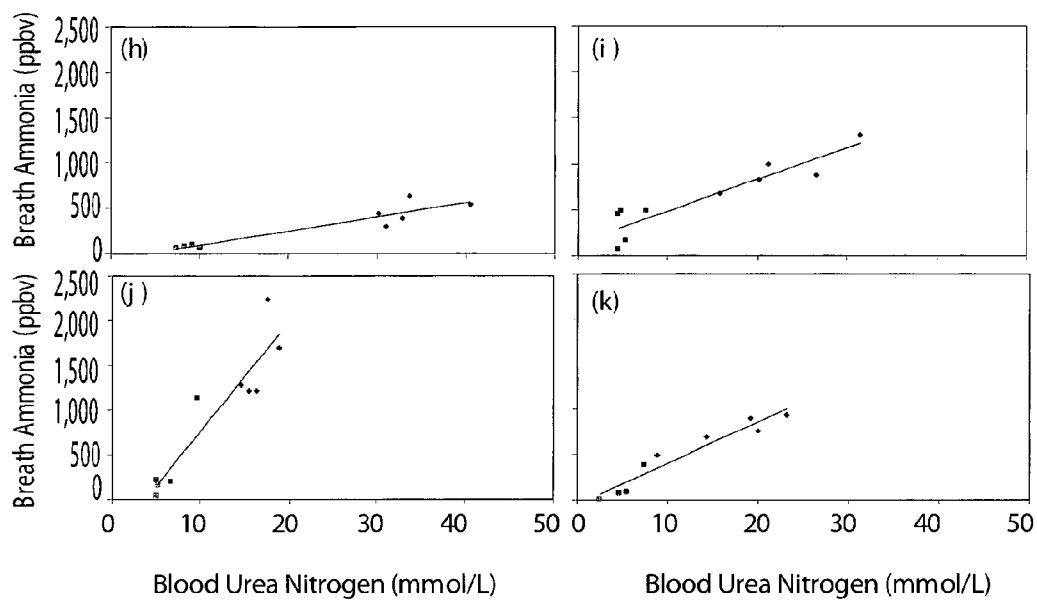 2,500
2,000
1,500
1,000
500
0
Breath Ammonia (ppbv)
(h)
(i)
2,500
2,000
1,500
1,000
500
0
Breath Ammonia (ppbv)
(j)
(k)
0 10 20 30 40 50
0 10 20 30 40 50
Blood Urea Nitrogen (mmol/L)
Blood Urea Nitrogen (mmol/L)